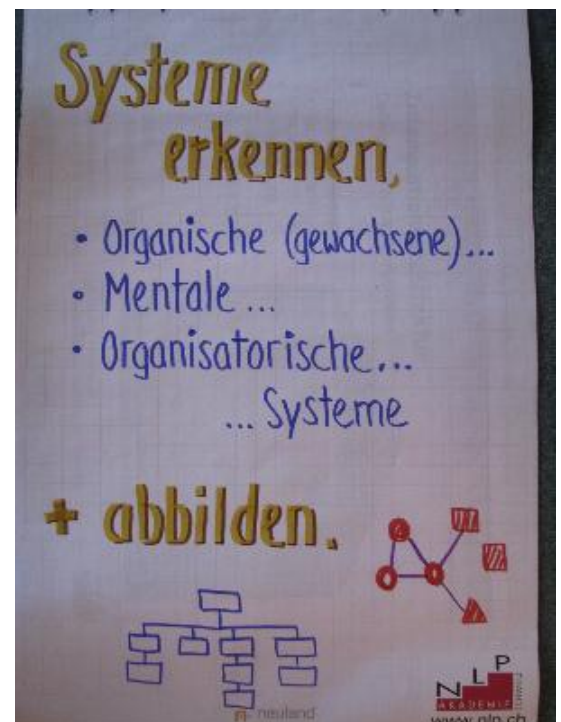 Systeme
erkennen,
• Organische (gewachsene)...
• Mentale ...
• Organisatorische...
... Systeme
+ abbilden.
neuland
NLP
AKADEMIE
www.nlp.ch